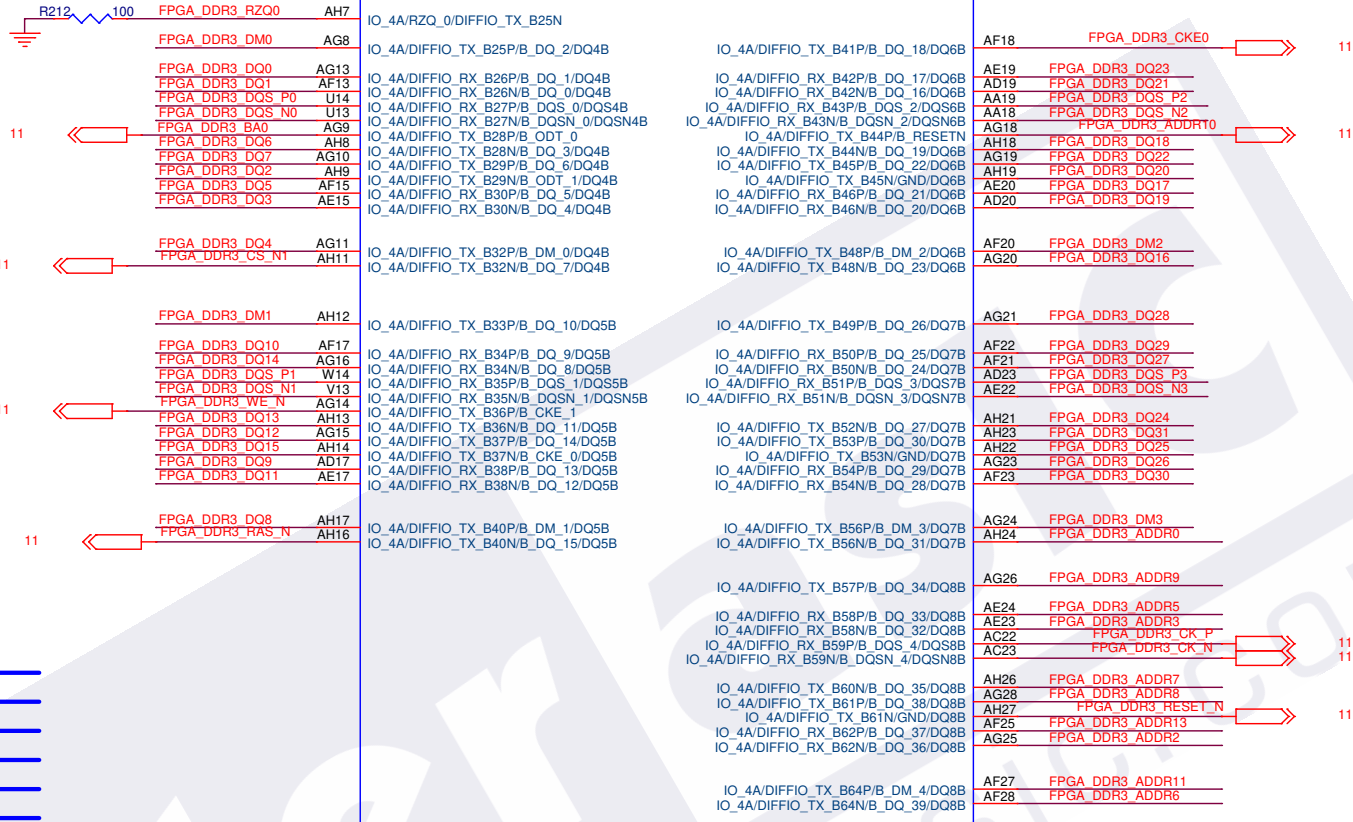 R212 100 FPGA_DDR3_RZQ0 AH7 IO_4A/RZQ_0/DIFFIO_TX_B25N
FPGA_DDR3_DM0 AG8 IO_4A/DIFFIO_TX_B25P/B_DQ_2/DQ4B
FPGA_DDR3_DQ0 AG13 IO_4A/DIFFIO_RX_B26P/B_DQ_1/DQ4B
FPGA_DDR3_DQ1 AF13 IO_4A/DIFFIO_RX_B26N/B_DQ_0/DQ4B
FPGA_DDR3_DQS_P0 U14 IO_4A/DIFFIO_RX_B27P/B_DQS_0/DQS4B
FPGA_DDR3_DQS_N0 U13 IO_4A/DIFFIO_RX_B27N/B_DQSN_0/DQSN4B
11 FPGA_DDR3_BA0 AG9 IO_4A/DIFFIO_TX_B28P/B_ODT_0
FPGA_DDR3_DQ6 AH8 IO_4A/DIFFIO_TX_B28N/B_DQ_3/DQ4B
FPGA_DDR3_DQ7 AG10 IO_4A/DIFFIO_TX_B29P/B_DQ_6/DQ4B
FPGA_DDR3_DQ2 AH9 IO_4A/DIFFIO_TX_B29N/B_ODT_1/DQ4B
FPGA_DDR3_DQ5 AF15 IO_4A/DIFFIO_RX_B30P/B_DQ_5/DQ4B
FPGA_DDR3_DQ3 AE15 IO_4A/DIFFIO_RX_B30N/B_DQ_4/DQ4B
FPGA_DDR3_DQ4 AG11 IO_4A/DIFFIO_TX_B32P/B_DM_0/DQ4B
1 FPGA_DDR3_CS_N1 AH11 IO_4A/DIFFIO_TX_B32N/B_DQ_7/DQ4B
FPGA_DDR3_DM1 AH12 IO_4A/DIFFIO_TX_B33P/B_DQ_10/DQ5B
FPGA_DDR3_DQ10 AF17 IO_4A/DIFFIO_RX_B34P/B_DQ_9/DQ5B
FPGA_DDR3_DQ14 AG16 IO_4A/DIFFIO_RX_B34N/B_DQ_8/DQ5B
FPGA_DDR3_DQS_P1 W14 IO_4A/DIFFIO_RX_B35P/B_DQS_1/DQS5B
FPGA_DDR3_DQS_N1 V13 IO_4A/DIFFIO_RX_B35N/B_DQSN_1/DQSN5B
1 FPGA_DDR3_WE_N AG14 IO_4A/DIFFIO_TX_B36P/B_CKE_1
FPGA_DDR3_DQ13 AH13 IO_4A/DIFFIO_TX_B36N/B_DQ_11/DQ5B
FPGA_DDR3_DQ12 AG15 IO_4A/DIFFIO_TX_B37P/B_DQ_14/DQ5B
FPGA_DDR3_DQ15 AH14 IO_4A/DIFFIO_TX_B37N/B_CKE_0/DQ5B
FPGA_DDR3_DQ9 AD17 IO_4A/DIFFIO_RX_B38P/B_DQ_13/DQ5B
FPGA_DDR3_DQ11 AE17 IO_4A/DIFFIO_RX_B38N/B_DQ_12/DQ5B
FPGA_DDR3_DQ8 AH17 IO_4A/DIFFIO_TX_B40P/B_DM_1/DQ5B
11 FPGA_DDR3_RAS_N AH16 IO_4A/DIFFIO_TX_B40N/B_DQ_15/DQ5B
IO_4A/DIFFIO_TX_B41P/B_DQ_18/DQ6B AF18 FPGA_DDR3_CKE0 11
IO_4A/DIFFIO_RX_B42P/B_DQ_17/DQ6B AE19 FPGA_DDR3_DQ23
IO_4A/DIFFIO_RX_B42N/B_DQ_16/DQ6B AD19 FPGA_DDR3_DQ21
IO_4A/DIFFIO_RX_B43P/B_DQS_2/DQS6B AA19 FPGA_DDR3_DQS_P2
IO_4A/DIFFIO_RX_B43N/B_DQSN_2/DQSN6B AA18 FPGA_DDR3_DQS_N2
IO_4A/DIFFIO_TX_B44P/B_RESETN AG18 FPGA_DDR3_ADDR10 11
IO_4A/DIFFIO_TX_B44N/B_DQ_19/DQ6B AH18 FPGA_DDR3_DQ18
IO_4A/DIFFIO_TX_B45P/B_DQ_22/DQ6B AG19 FPGA_DDR3_DQ22
IO_4A/DIFFIO_TX_B45N/GND/DQ6B AH19 FPGA_DDR3_DQ20
IO_4A/DIFFIO_RX_B46P/B_DQ_21/DQ6B AE20 FPGA_DDR3_DQ17
IO_4A/DIFFIO_RX_B46N/B_DQ_20/DQ6B AD20 FPGA_DDR3_DQ19
IO_4A/DIFFIO_TX_B48P/B_DM_2/DQ6B AF20 FPGA_DDR3_DM2
IO_4A/DIFFIO_TX_B48N/B_DQ_23/DQ6B AG20 FPGA_DDR3_DQ16
IO_4A/DIFFIO_TX_B49P/B_DQ_26/DQ7B AG21 FPGA_DDR3_DQ28
IO_4A/DIFFIO_RX_B50P/B_DQ_25/DQ7B AF22 FPGA_DDR3_DQ29
IO_4A/DIFFIO_RX_B50N/B_DQ_24/DQ7B AF21 FPGA_DDR3_DQ27
IO_4A/DIFFIO_RX_B51P/B_DQS_3/DQS7B AD23 FPGA_DDR3_DQS_P3
IO_4A/DIFFIO_RX_B51N/B_DQSN_3/DQSN7B AE22 FPGA_DDR3_DQS_N3
IO_4A/DIFFIO_TX_B52N/B_DQ_27/DQ7B AH21 FPGA_DDR3_DQ24
IO_4A/DIFFIO_TX_B53P/B_DQ_30/DQ7B AH23 FPGA_DDR3_DQ31
IO_4A/DIFFIO_TX_B53N/GND/DQ7B AH22 FPGA_DDR3_DQ25
IO_4A/DIFFIO_RX_B54P/B_DQ_29/DQ7B AG23 FPGA_DDR3_DQ26
IO_4A/DIFFIO_RX_B54N/B_DQ_28/DQ7B AF23 FPGA_DDR3_DQ30
IO_4A/DIFFIO_TX_B56P/B_DM_3/DQ7B AG24 FPGA_DDR3_DM3
IO_4A/DIFFIO_TX_B56N/B_DQ_31/DQ7B AH24 FPGA_DDR3_ADDR0
IO_4A/DIFFIO_TX_B57P/B_DQ_34/DQ8B AG26 FPGA_DDR3_ADDR9
IO_4A/DIFFIO_RX_B58P/B_DQ_33/DQ8B AE24 FPGA_DDR3_ADDR5
IO_4A/DIFFIO_RX_B58N/B_DQ_32/DQ8B AE23 FPGA_DDR3_ADDR3
IO_4A/DIFFIO_RX_B59P/B_DQS_4/DQS8B AC22 FPGA_DDR3_CK_P 11
IO_4A/DIFFIO_RX_B59N/B_DQSN_4/DQSN8B AC23 FPGA_DDR3_CK_N 11
IO_4A/DIFFIO_TX_B60N/B_DQ_35/DQ8B AH26 FPGA_DDR3_ADDR7
IO_4A/DIFFIO_TX_B61P/B_DQ_38/DQ8B AG28 FPGA_DDR3_ADDR8
IO_4A/DIFFIO_TX_B61N/GND/DQ8B AH27 FPGA_DDR3_RESET_N 11
IO_4A/DIFFIO_RX_B62P/B_DQ_37/DQ8B AF25 FPGA_DDR3_ADDR13
IO_4A/DIFFIO_RX_B62N/B_DQ_36/DQ8B AG25 FPGA_DDR3_ADDR2
IO_4A/DIFFIO_TX_B64P/B_DM_4/DQ8B AF27 FPGA_DDR3_ADDR11
IO_4A/DIFFIO_TX_B64N/B_DQ_39/DQ8B AF28 FPGA_DDR3_ADDR6